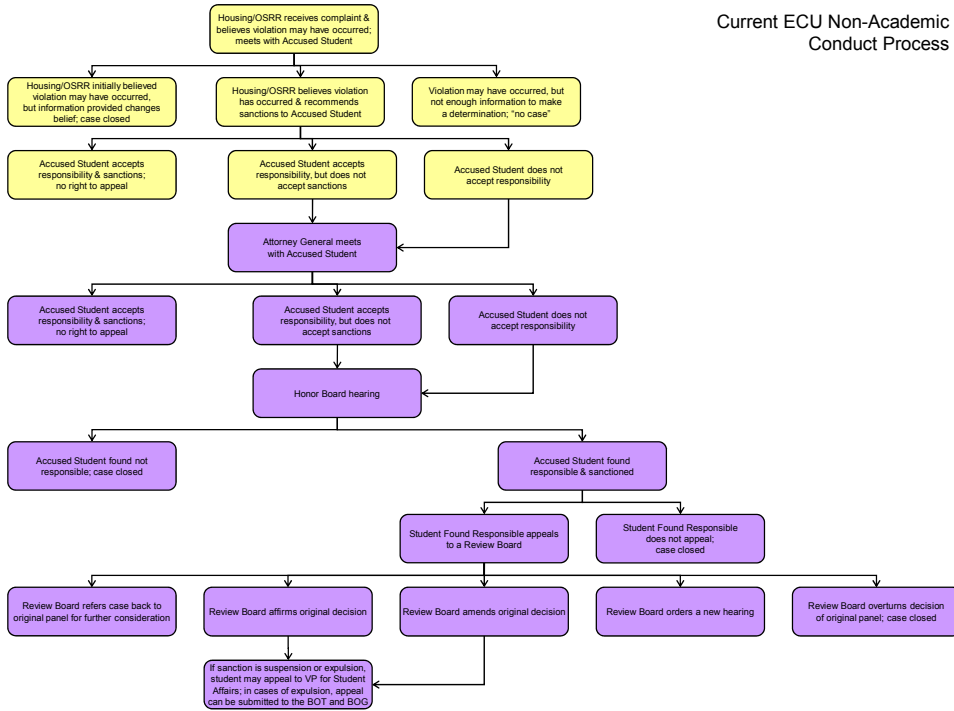 Current ECU Non-Academic
Conduct Process
Housing/OSRR receives complaint &
believes violation may have occurred;
meets with Accused Student
Housing/OSRR initially believed
violation may have occurred,
but information provided changes
belief; case closed
Housing/OSRR believes violation
has occurred & recommends
sanctions to Accused Student
Violation may have occurred, but
not enough information to make
a determination; “no case”
Accused Student accepts
responsibility & sanctions;
no right to appeal
Accused Student accepts
responsibility, but does not
accept sanctions
Accused Student does not
accept responsibility
Attorney General meets
with Accused Student
Accused Student accepts
responsibility & sanctions;
no right to appeal
Accused Student accepts
responsibility, but does not
accept sanctions
Accused Student does not
accept responsibility
Honor Board hearing
Accused Student found not
responsible; case closed
Accused Student found
responsible & sanctioned
Student Found Responsible appeals
to a Review Board
Student Found Responsible
does not appeal;
case closed
Review Board refers case back to
original panel for further consideration
Review Board affirms original decision
Review Board amends original decision
Review Board orders a new hearing
Review Board overturns decision
of original panel; case closed
If sanction is suspension or expulsion,
student may appeal to VP for Student
Affairs; in cases of expulsion, appeal
can be submitted to the BOT and BOG